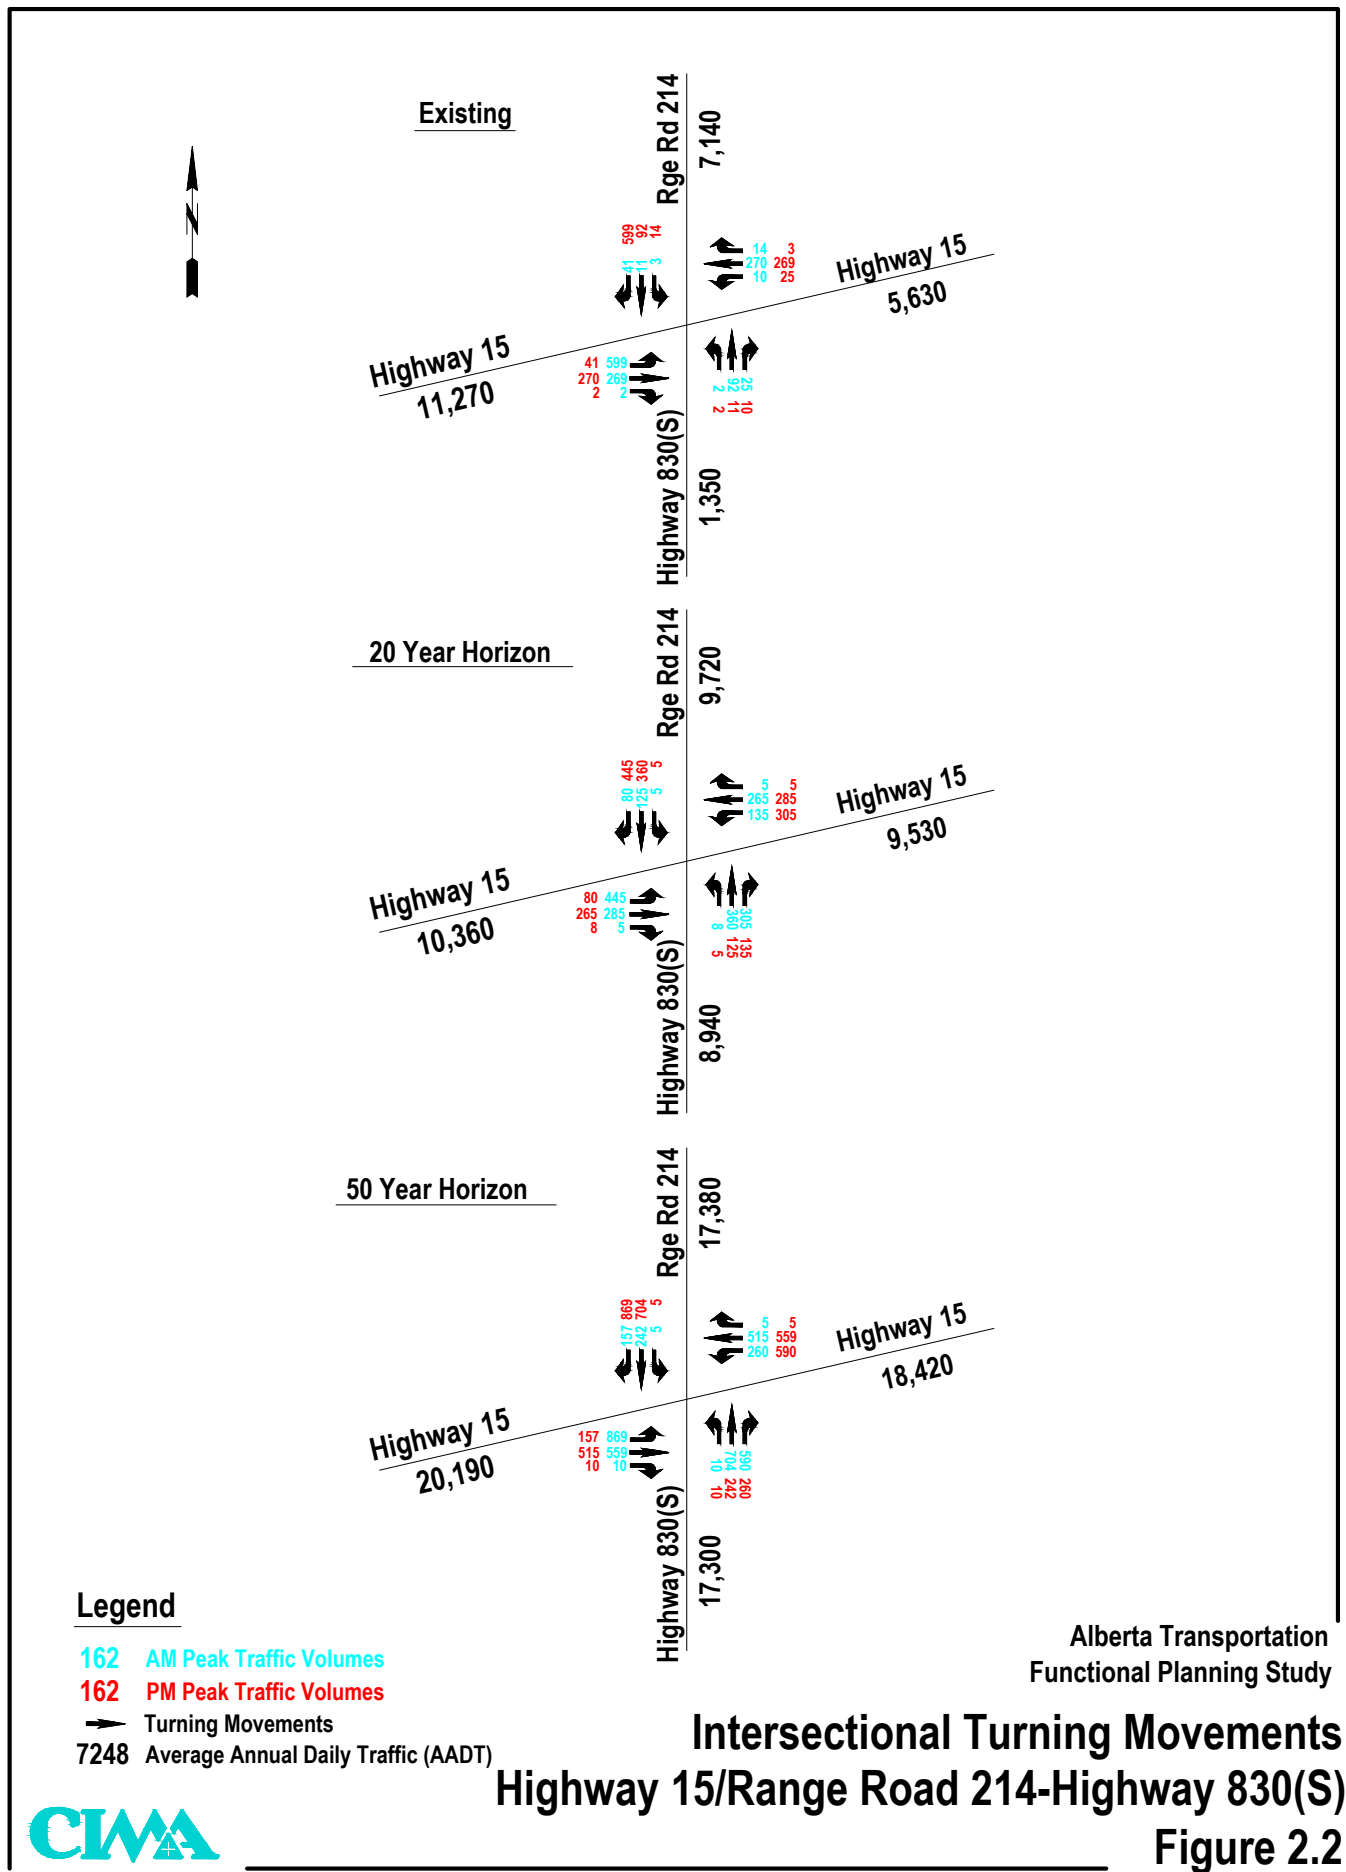 Existing
N
Rge Rd 214
7,140
599 92 14
41 11 3
14 3
270 269
10 25
Highway 15
5,630
Highway 15
11,270
41 599
270 269
2 2
2 92 25
2 11 10
Highway 830(S)
1,350
20 Year Horizon
Rge Rd 214
9,720
445 360 5
80 125 5
5 5
265 285
135 305
Highway 15
9,530
Highway 15
10,360
80 445
265 285
8 5
8 360 305
5 125 135
Highway 830(S)
8,940
50 Year Horizon
Rge Rd 214
17,380
869 704 5
157 242 5
5 5
515 559
260 590
Highway 15
18,420
Highway 15
20,190
157 869
515 559
10 10
10 704 590
10 242 260
Highway 830(S)
17,300
Legend
162 AM Peak Traffic Volumes
162 PM Peak Traffic Volumes
Turning Movements
7248 Average Annual Daily Traffic (AADT)
Alberta Transportation
Functional Planning Study
Intersectional Turning Movements
Highway 15/Range Road 214-Highway 830(S)
Figure 2.2
CIMA